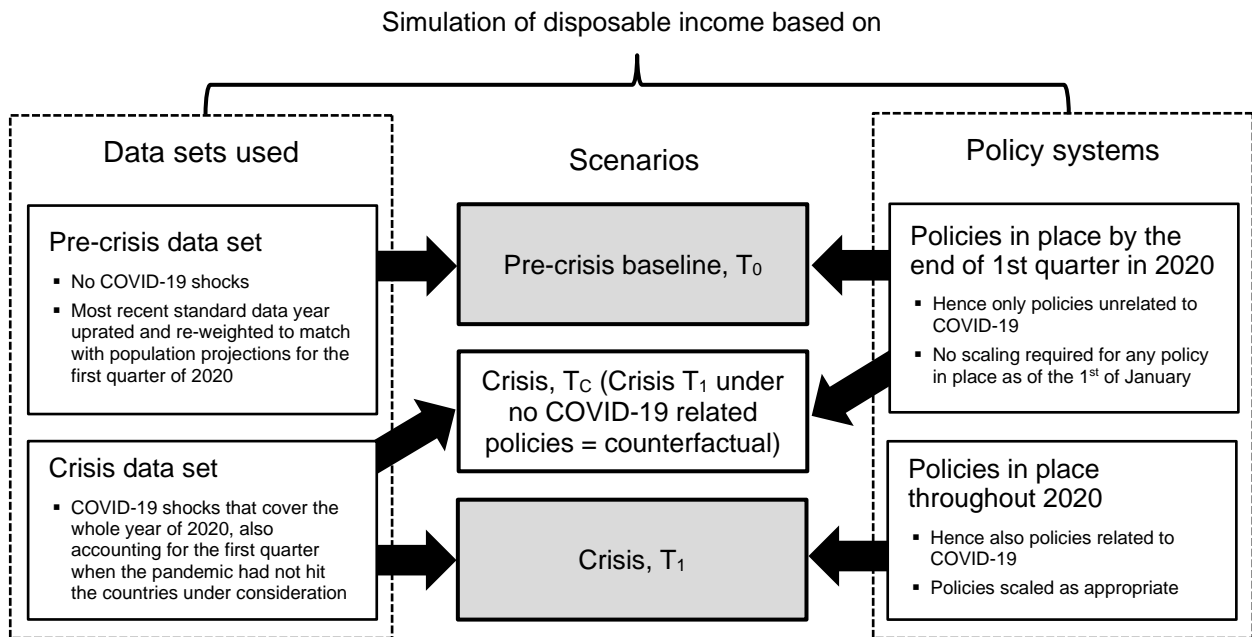 Simulation of disposable income based on
Data sets used
Pre-crisis data set
▪ No COVID-19 shocks
▪ Most recent standard data year
uprated and re-weighted to match
with population projections for the
first quarter of 2020
Crisis data set
▪ COVID-19 shocks that cover the
whole year of 2020, also
accounting for the first quarter
when the pandemic had not hit
the countries under consideration
Scenarios
Pre-crisis baseline, T0
Crisis, TC (Crisis T1 under
no COVID-19 related
policies = counterfactual)
Crisis, T1
Policy systems
Policies in place by the
end of 1st quarter in 2020
▪ Hence only policies unrelated to
COVID-19
▪ No scaling required for any policy
in place as of the 1st of January
Policies in place
throughout 2020
▪ Hence also policies related to
COVID-19
▪ Policies scaled as appropriate